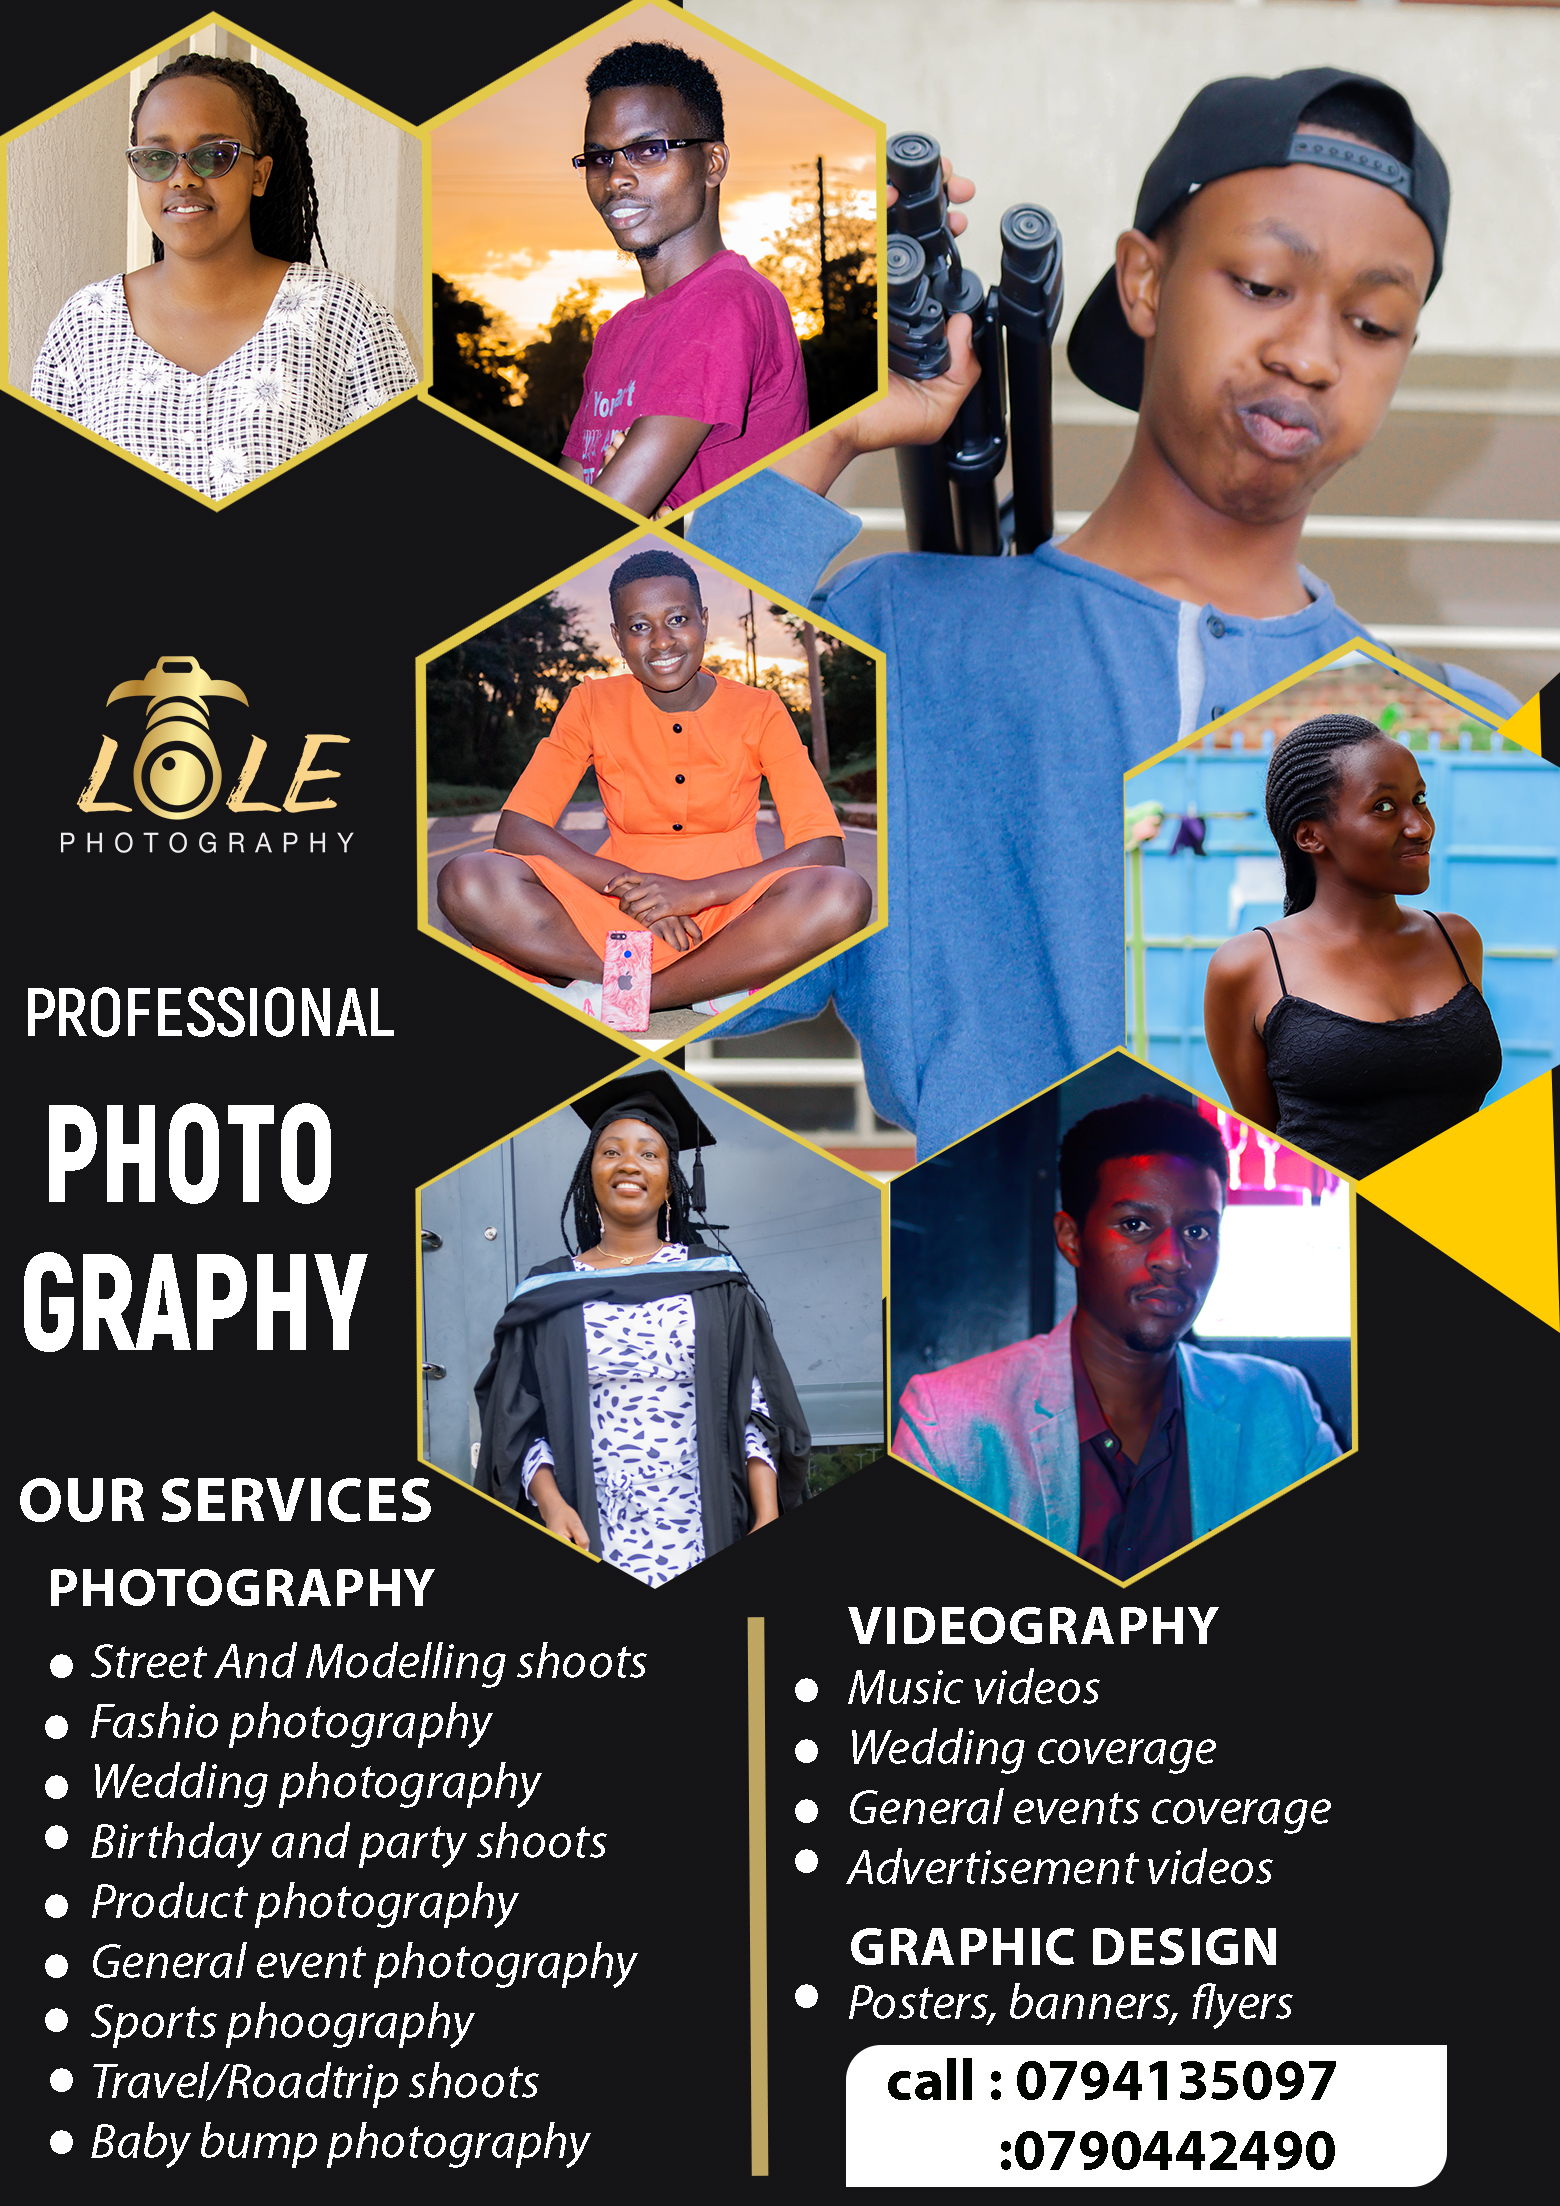 LOLE
PHOTOGRAPHY
PROFESSIONAL
PHOTO
GRAPHY
OUR SERVICES
PHOTOGRAPHY
Street And Modelling shoots
Fashio photography
Wedding photography
Birthday and party shoots
Product photography
General event photography
Sports phoography
Travel/Roadtrip shoots
Baby bump photography
VIDEOGRAPHY
Music videos
Wedding coverage
General events coverage
Advertisement videos
GRAPHIC DESIGN
Posters, banners, flyers
call : 0794135097
:0790442490